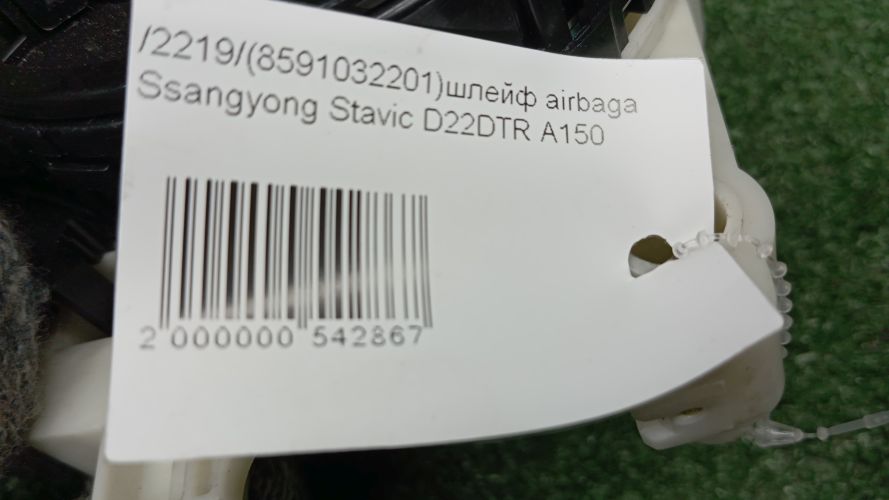 /2219/(8591032201)шлейф airbaga
Ssangyong Stavic D22DTR A150
2 000000 542867